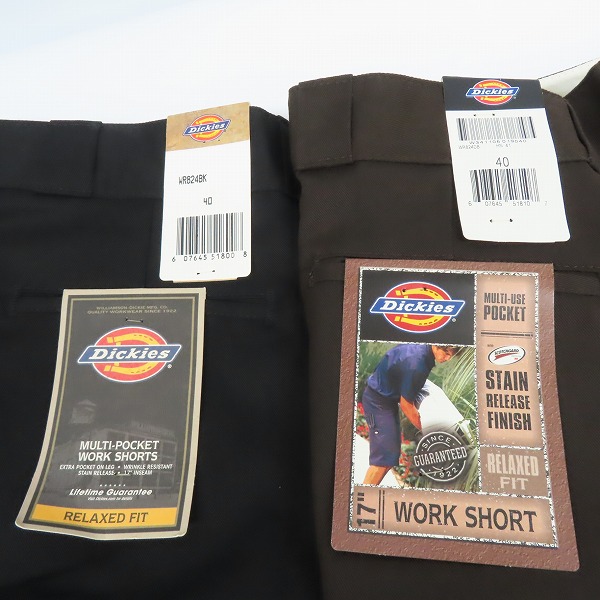 Dickies
WR824BK
40
6 07645 51800 8
WILLIAMSON-DICKIE MFG. CO.
QUALITY WORKWEAR SINCE 1922
Dickies
MULTI-POCKET
WORK SHORTS
EXTRA POCKET ON LEG • WRINKLE RESISTANT
STAIN RELEASE • 17" INSEAM
Lifetime Guarantee
RELAXED FIT
Dickies
40
Dickies
MULTI-USE
POCKET
SCOTCHGARD
STAIN
RELEASE
FINISH
SINCE
GUARANTEED
1922
RELAXED
FIT
17"
WORK SHORT